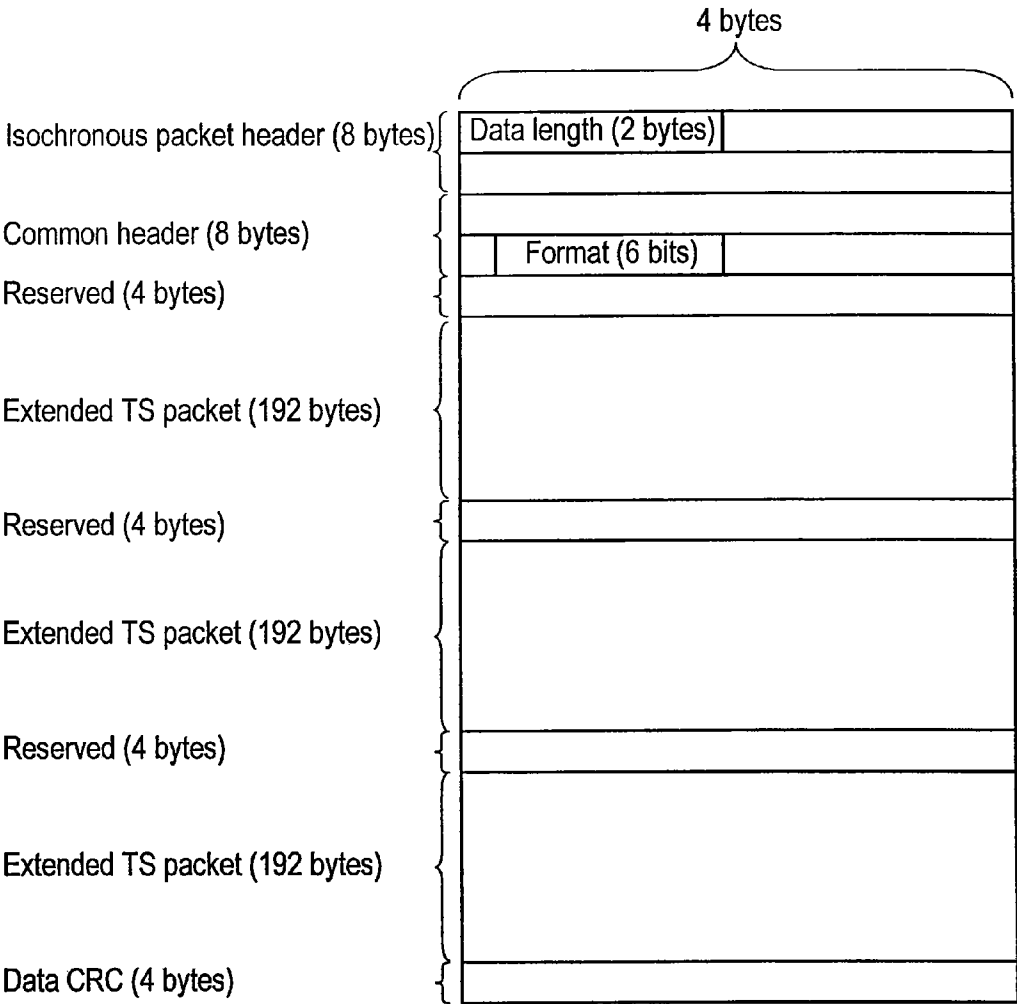 4 bytes
Isochronous packet header (8 bytes)
Data length (2 bytes)
Common header (8 bytes)
Format (6 bits)
Reserved (4 bytes)
Extended TS packet (192 bytes)
Reserved (4 bytes)
Extended TS packet (192 bytes)
Reserved (4 bytes)
Extended TS packet (192 bytes)
Data CRC (4 bytes)